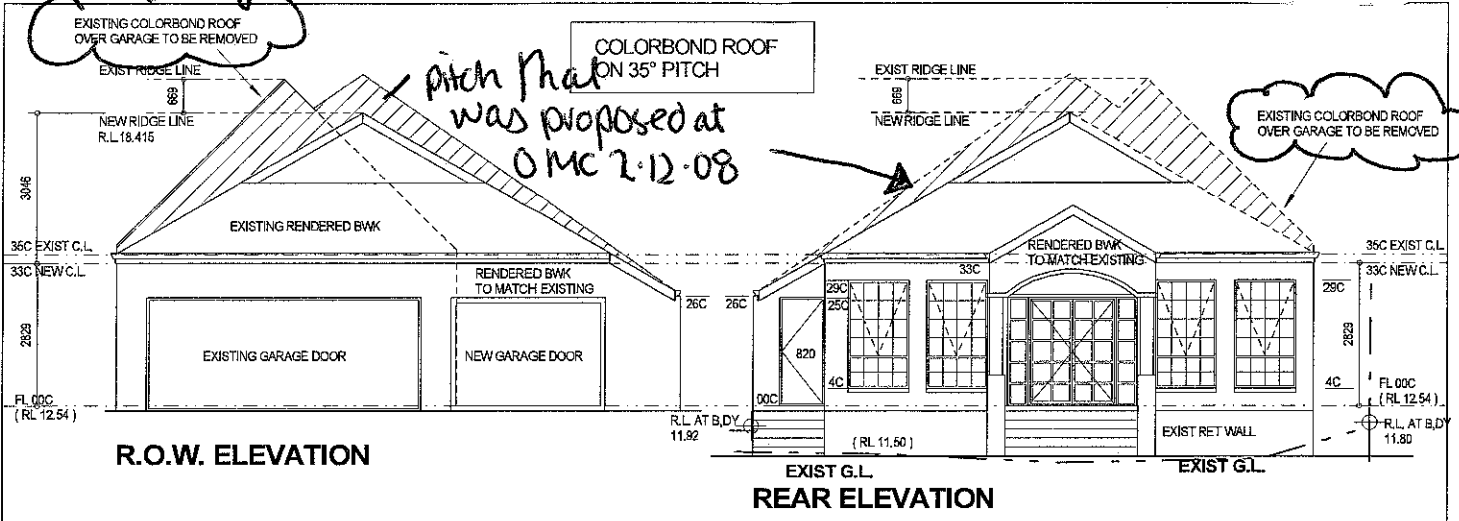 EXISTING COLORBOND ROOF
OVER GARAGE TO BE REMOVED
COLORBOND ROOF
ON 35° PITCH
pitch that
was proposed at
OMC 2.12.08
EXIST RIDGE LINE
669
NEW RIDGE LINE
R.L.18.415
3046
EXISTING RENDERED BWK
35C EXIST C.L.
33C NEW C.L.
RENDERED BWK
TO MATCH EXISTING
26C
2829
EXISTING GARAGE DOOR
NEW GARAGE DOOR
FL 00C
( RL 12.54 )
R.O.W. ELEVATION
EXIST RIDGE LINE
669
NEW RIDGE LINE
EXISTING COLORBOND ROOF
OVER GARAGE TO BE REMOVED
RENDERED BWK
TO MATCH EXISTING
33C
35C EXIST C.L.
33C NEW C.L.
26C
29C
25C
29C
2829
820
4C
4C
00C
FL 00C
( RL 12.54 )
R.L. AT B,DY
11.92
( RL 11.50 )
EXIST RET WALL
R.L. AT B,DY
11.80
EXIST G.L.
EXIST G.L.
REAR ELEVATION